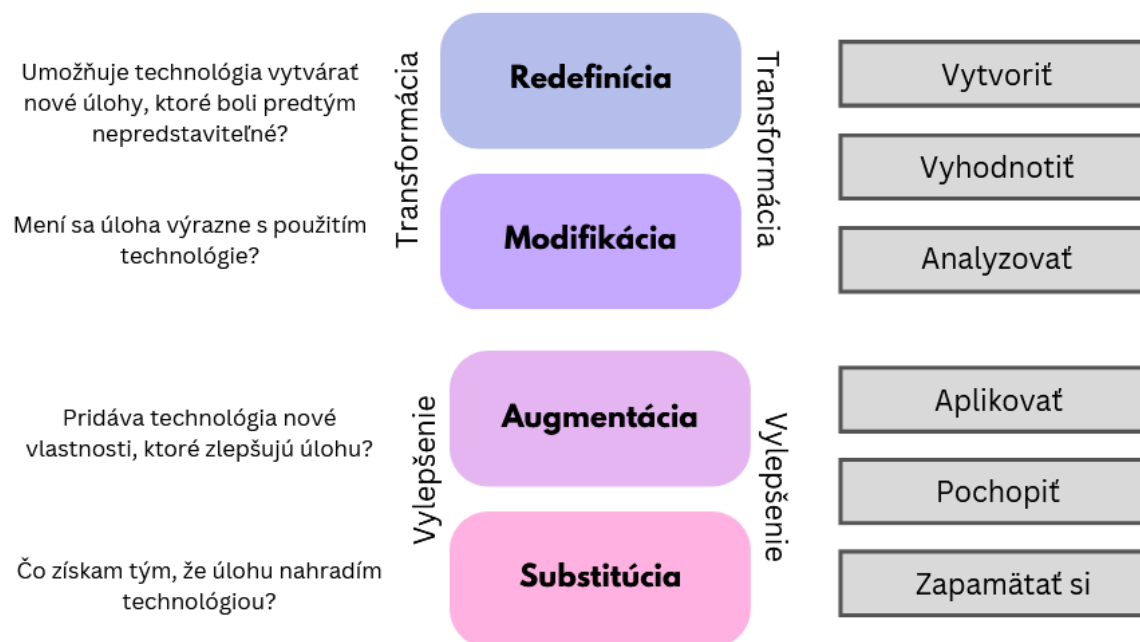 Umožňuje technológia vytvárať
nové úlohy, ktoré boli predtým
nepredstaviteľné?
Transformácia
Redefinícia
Transformácia
Vytvoriť
Vyhodnotiť
Mení sa úloha výrazne s použitím
technológie?
Modifikácia
Analyzovať
Pridáva technológia nové
vlastnosti, ktoré zlepšujú úlohu?
Vylepšenie
Augmentácia
Vylepšenie
Aplikovať
Pochopiť
Čo získam tým, že úlohu nahradím
technológiou?
Substitúcia
Zapamätať si